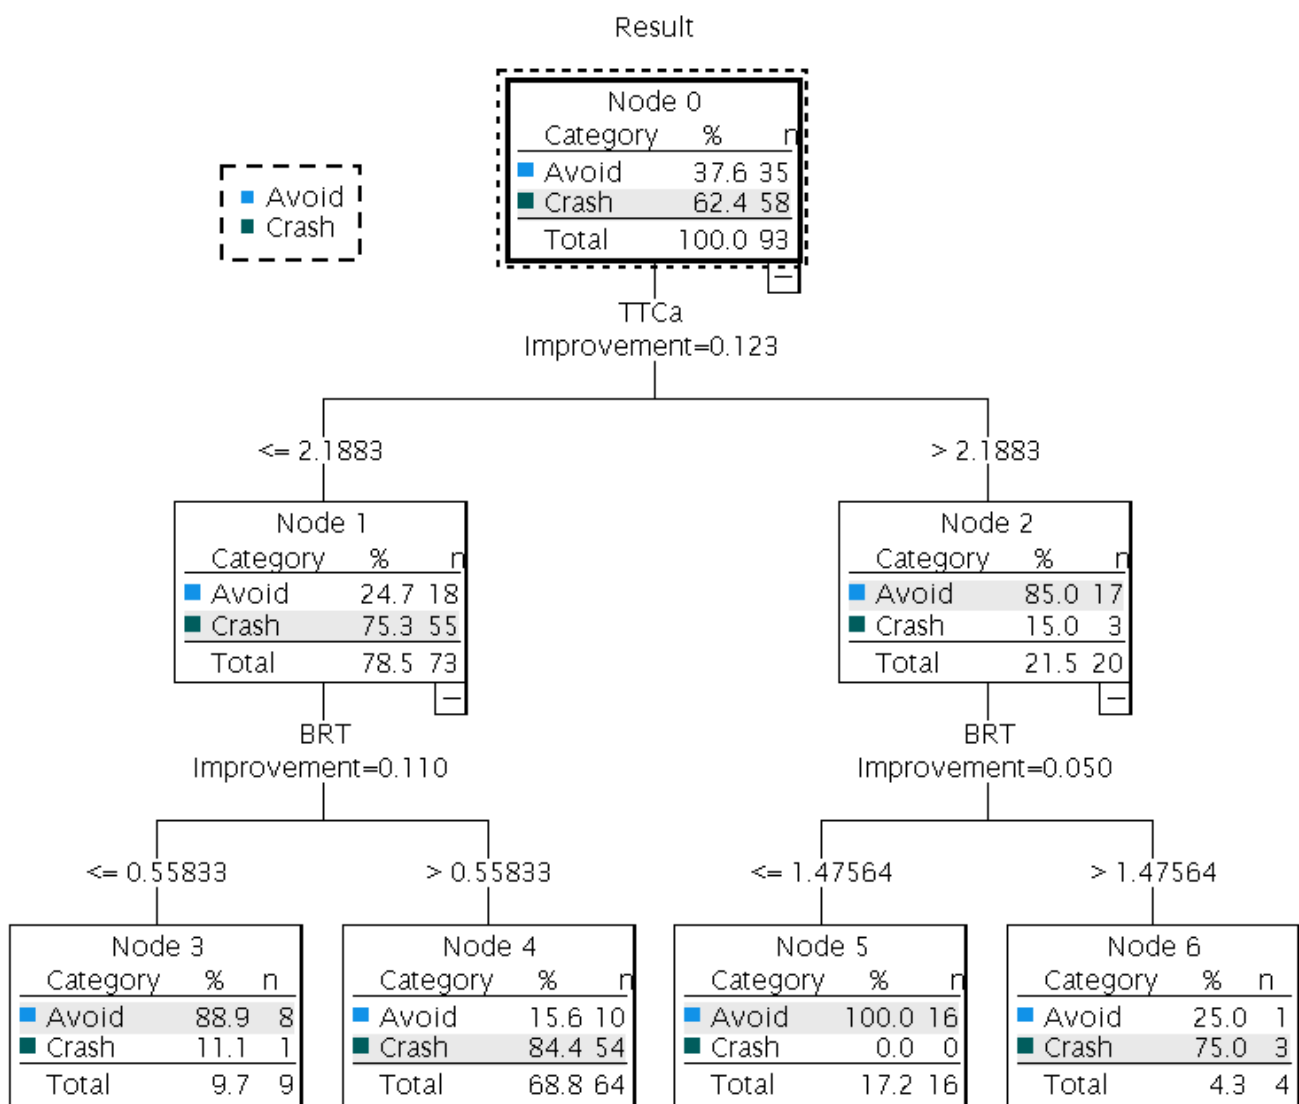 Result
Node 0
Category % n
Avoid 37.6 35
Crash 62.4 58
Total 100.0 93
Avoid
Crash
TTCa
Improvement=0.123
<= 2.1883
> 2.1883
Node 1
Category % n
Avoid 24.7 18
Crash 75.3 55
Total 78.5 73
Node 2
Category % n
Avoid 85.0 17
Crash 15.0 3
Total 21.5 20
BRT
Improvement=0.110
BRT
Improvement=0.050
<= 0.55833
> 0.55833
<= 1.47564
> 1.47564
Node 3
Category % n
Avoid 88.9 8
Crash 11.1 1
Total 9.7 9
Node 4
Category % n
Avoid 15.6 10
Crash 84.4 54
Total 68.8 64
Node 5
Category % n
Avoid 100.0 16
Crash 0.0 0
Total 17.2 16
Node 6
Category % n
Avoid 25.0 1
Crash 75.0 3
Total 4.3 4